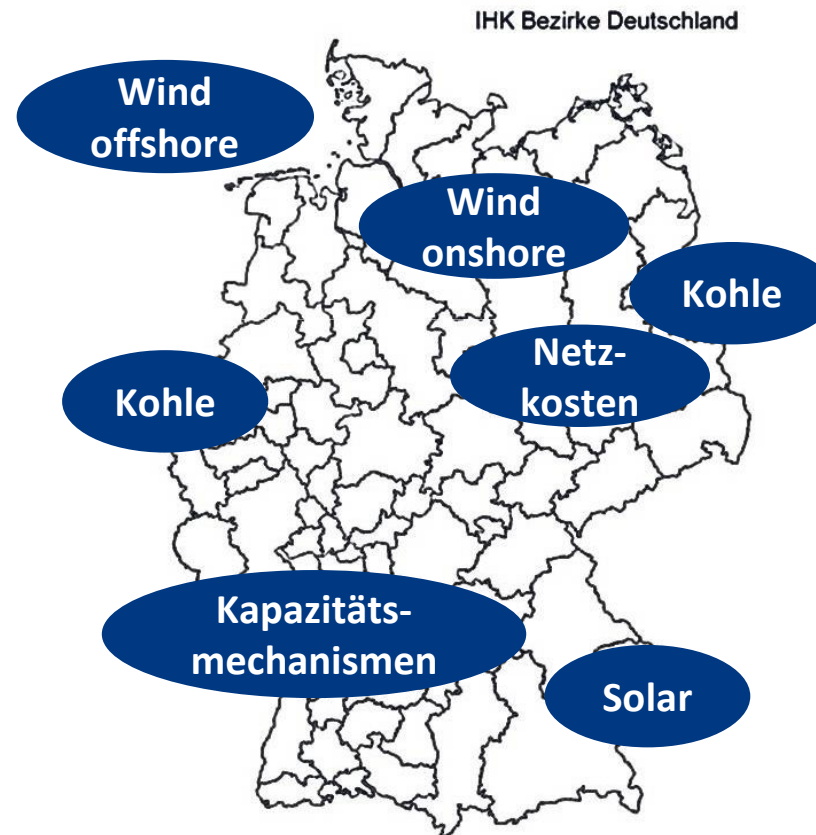 IHK Bezirke Deutschland
Wind
offshore
Wind
onshore
Kohle
Netz-
kosten
Kohle
Kapazitäts-
mechanismen
Solar